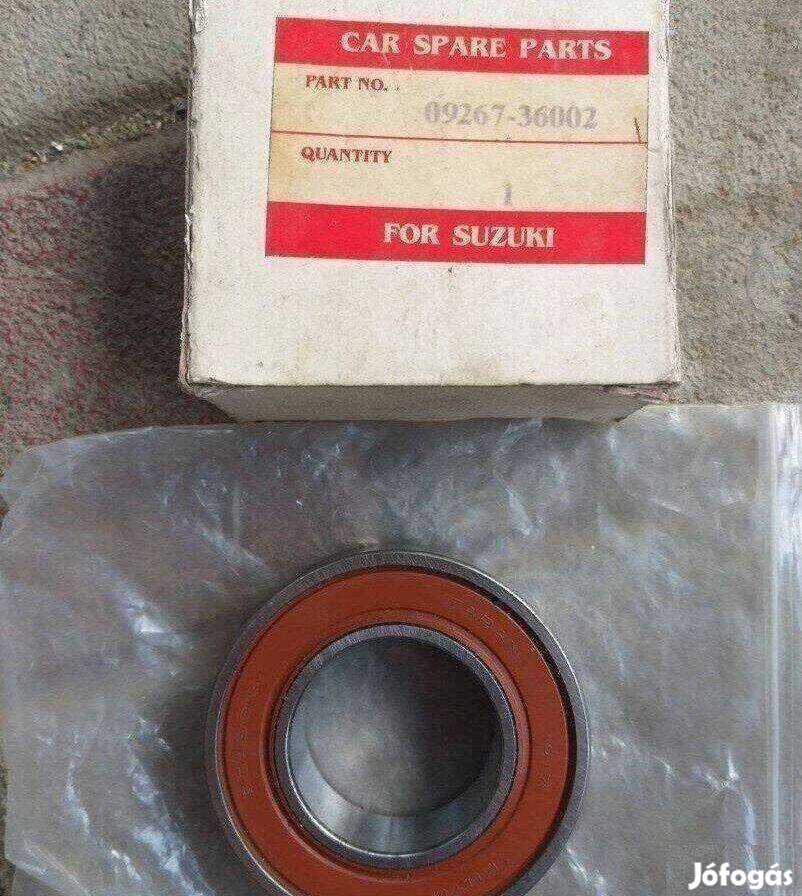 CAR SPARE PARTS
PART NO.
09267-36002
QUANTITY
1
FOR SUZUKI
Jófogás